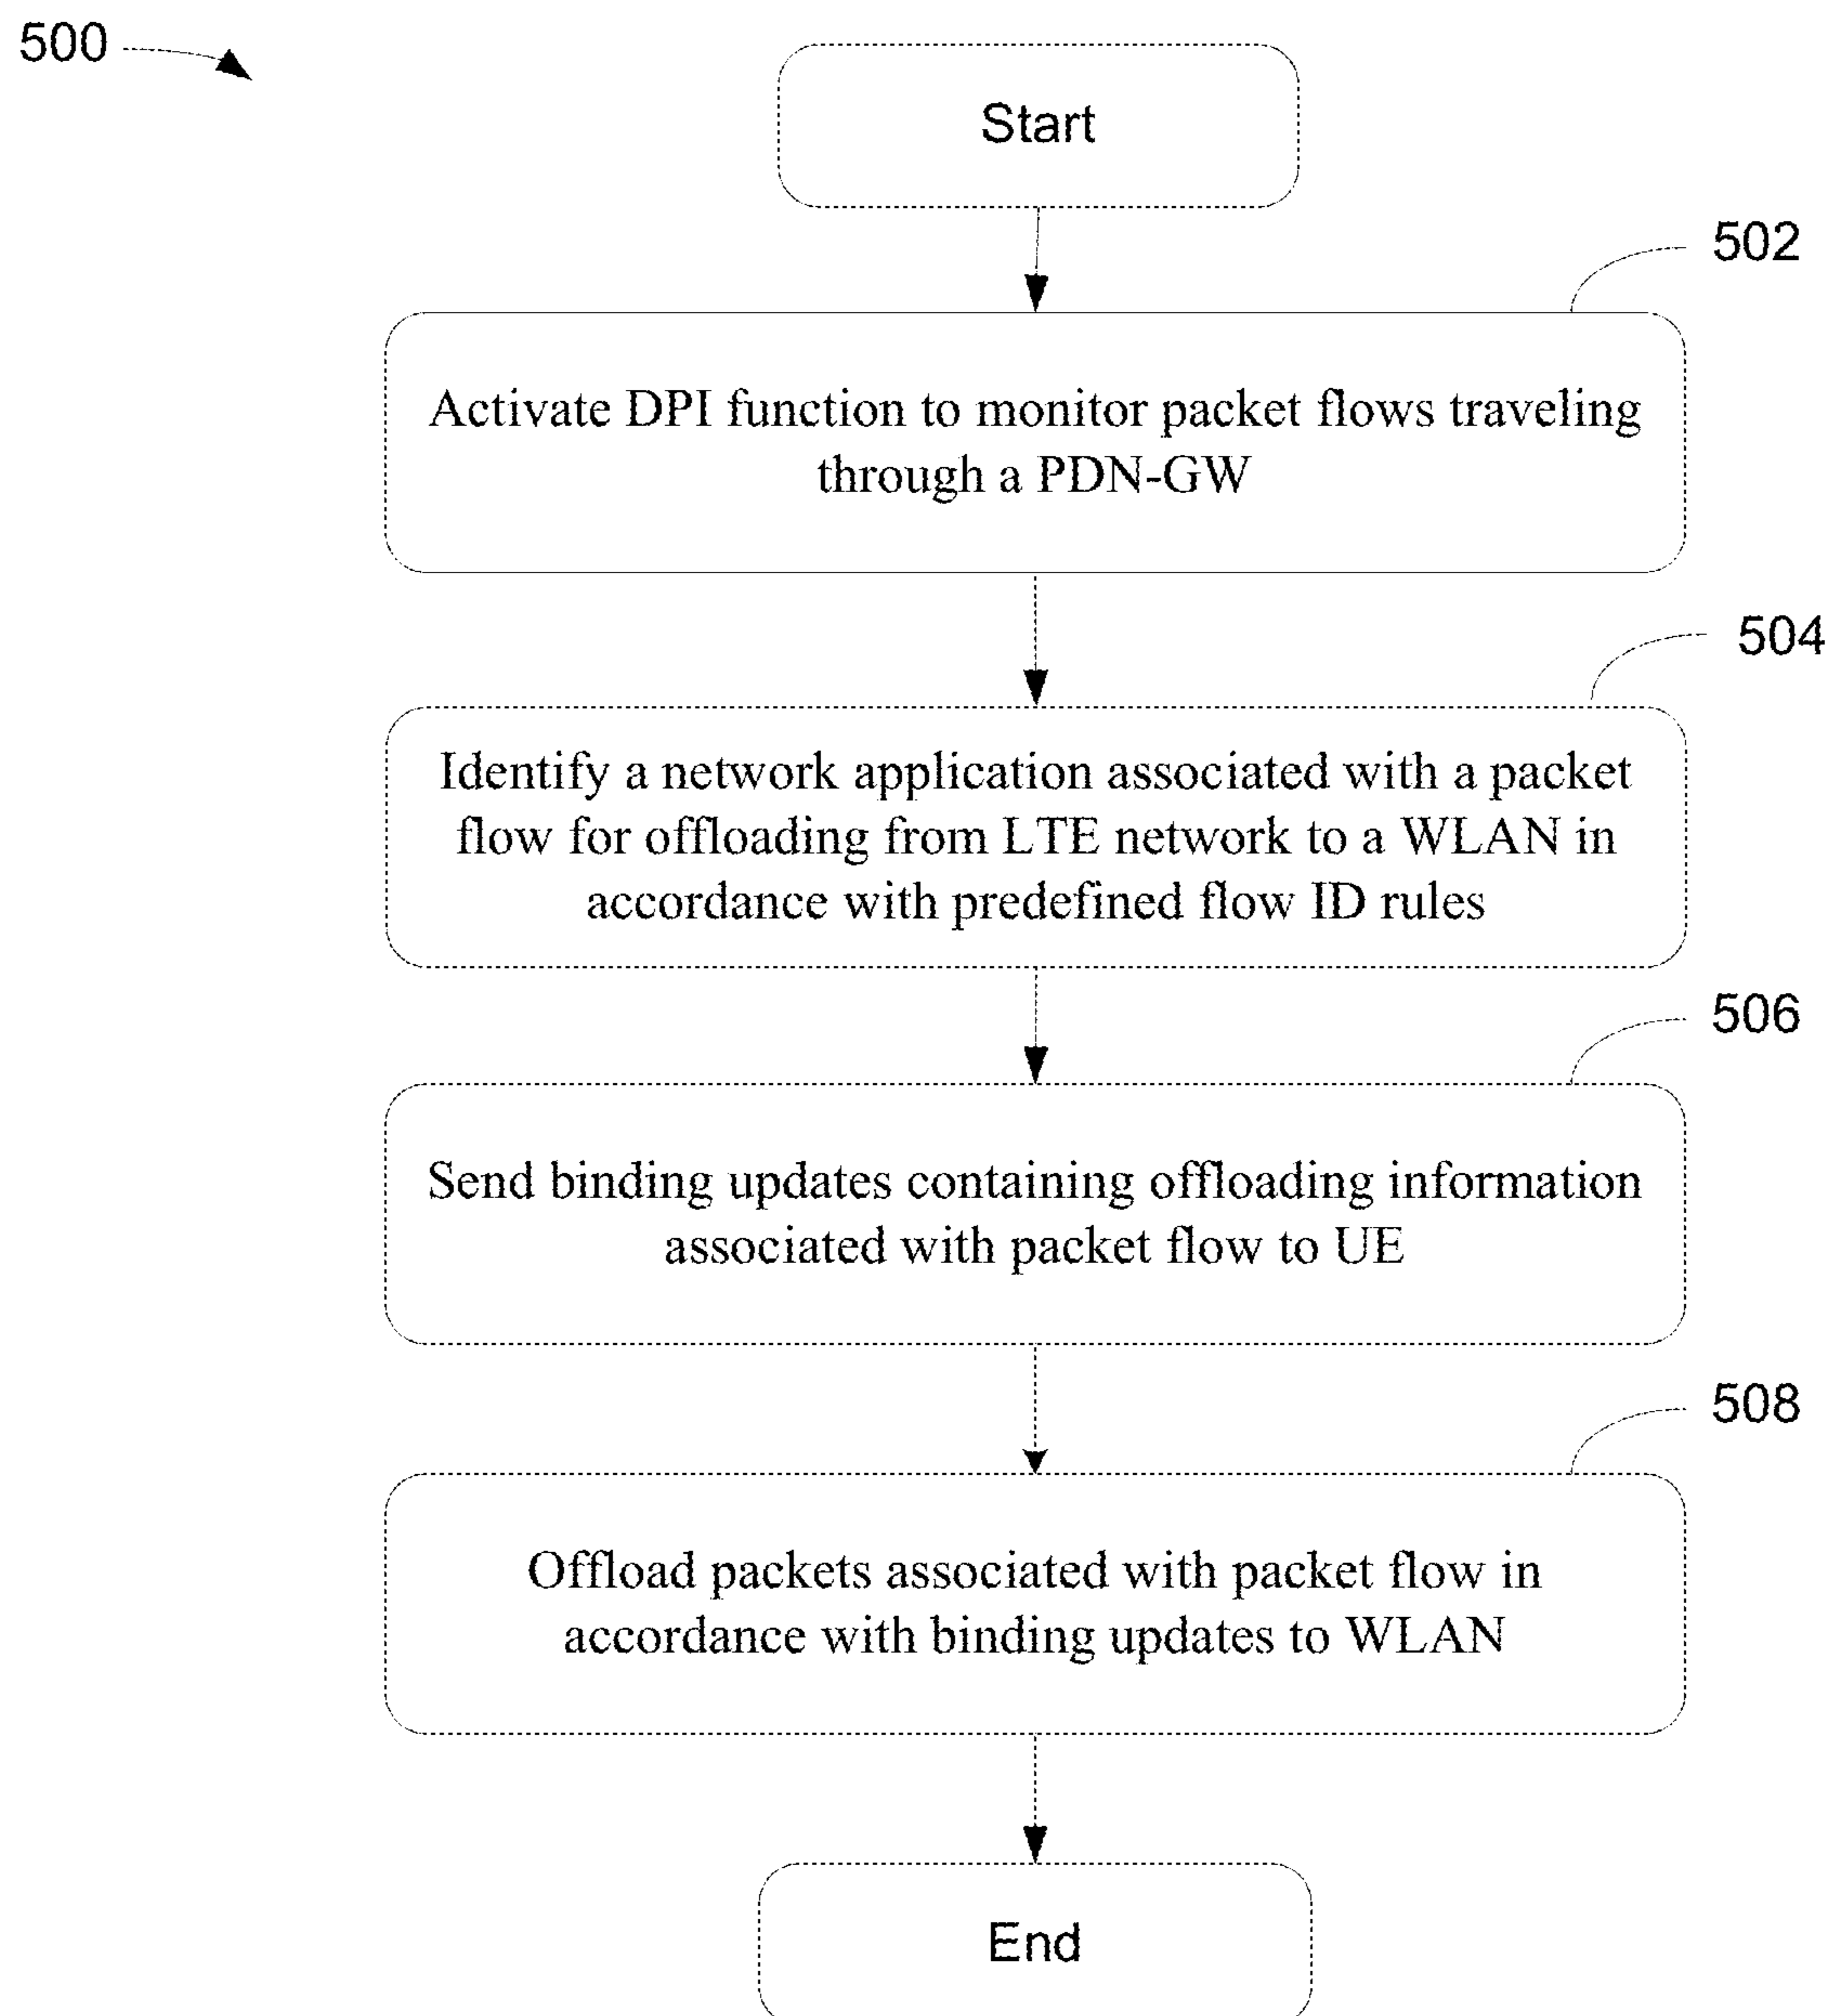 500
Start
502
Activate DPI function to monitor packet flows traveling
through a PDN-GW
504
Identify a network application associated with a packet
flow for offloading from LTE network to a WLAN in
accordance with predefined flow ID rules
506
Send binding updates containing offloading information
associated with packet flow to UE
508
Offload packets associated with packet flow in
accordance with binding updates to WLAN
End